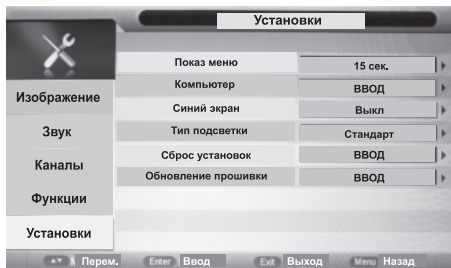 Установки
Изображение
Звук
Каналы
Функции
Установки
Показ меню 15 сек.
Компьютер ВВОД
Синий экран Выкл
Тип подсветки Стандарт
Сброс установок ВВОД
Обновление прошивки ВВОД
Перем. Enter Ввод Exit Выход Menu Назад